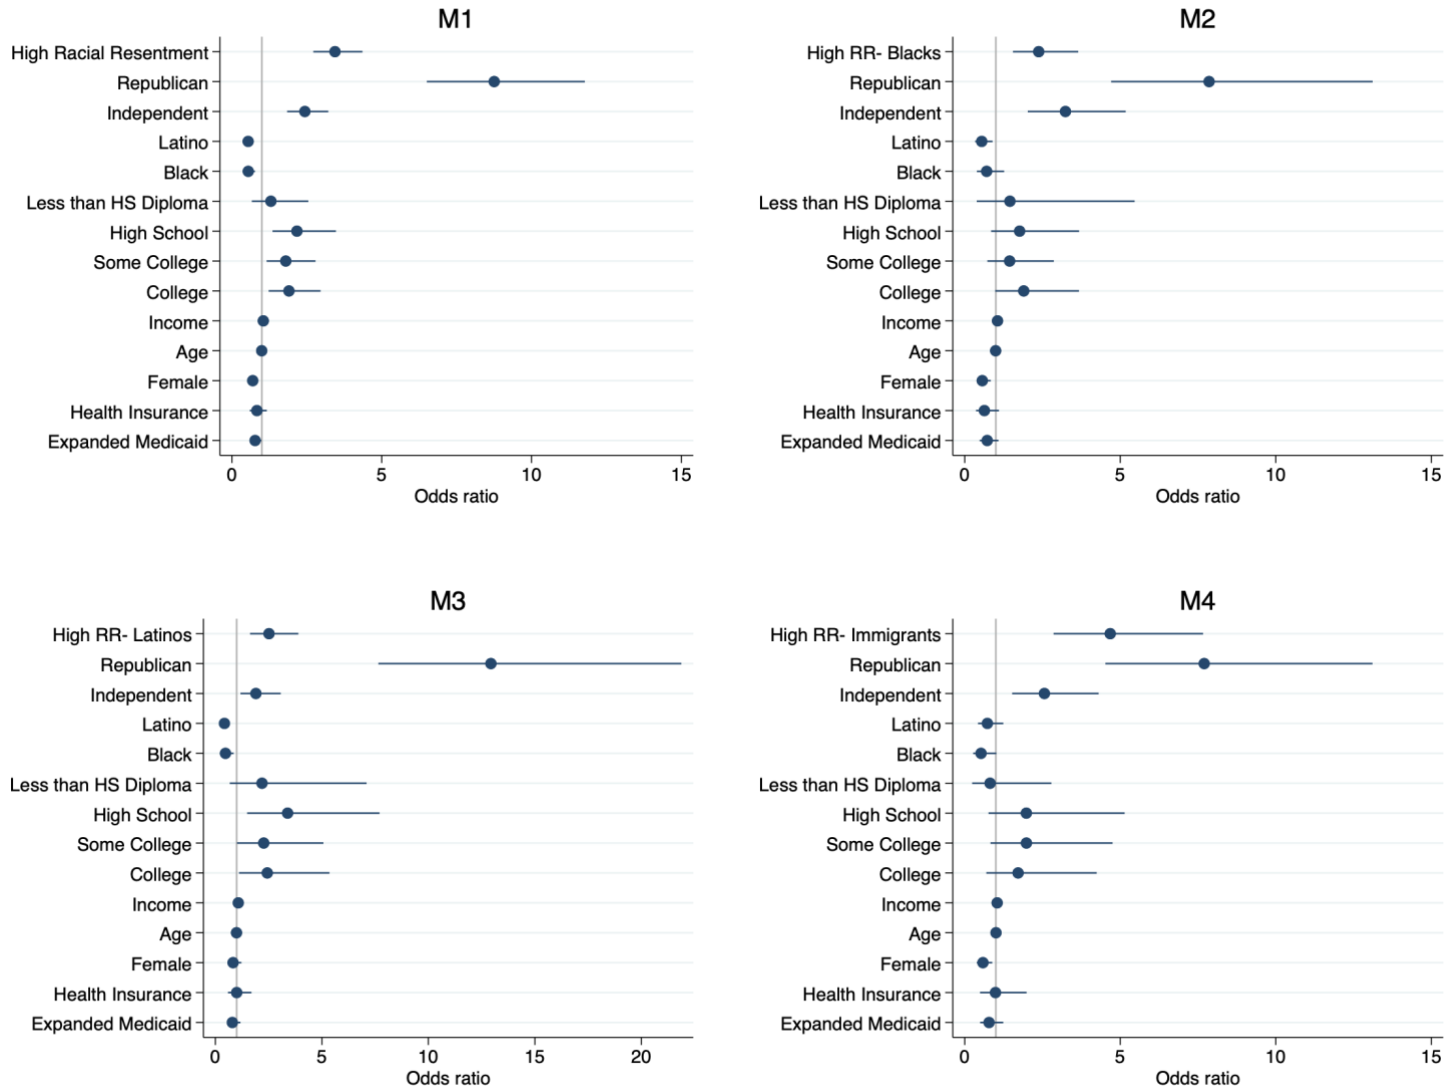 M1
High Racial Resentment
Republican
Independent
Latino
Black
Less than HS Diploma
High School
Some College
College
Income
Age
Female
Health Insurance
Expanded Medicaid
0 5 10 15
Odds ratio
M2
High RR- Blacks
Republican
Independent
Latino
Black
Less than HS Diploma
High School
Some College
College
Income
Age
Female
Health Insurance
Expanded Medicaid
0 5 10 15
Odds ratio
M3
High RR- Latinos
Republican
Independent
Latino
Black
Less than HS Diploma
High School
Some College
College
Income
Age
Female
Health Insurance
Expanded Medicaid
0 5 10 15 20
Odds ratio
M4
High RR- Immigrants
Republican
Independent
Latino
Black
Less than HS Diploma
High School
Some College
College
Income
Age
Female
Health Insurance
Expanded Medicaid
0 5 10 15
Odds ratio